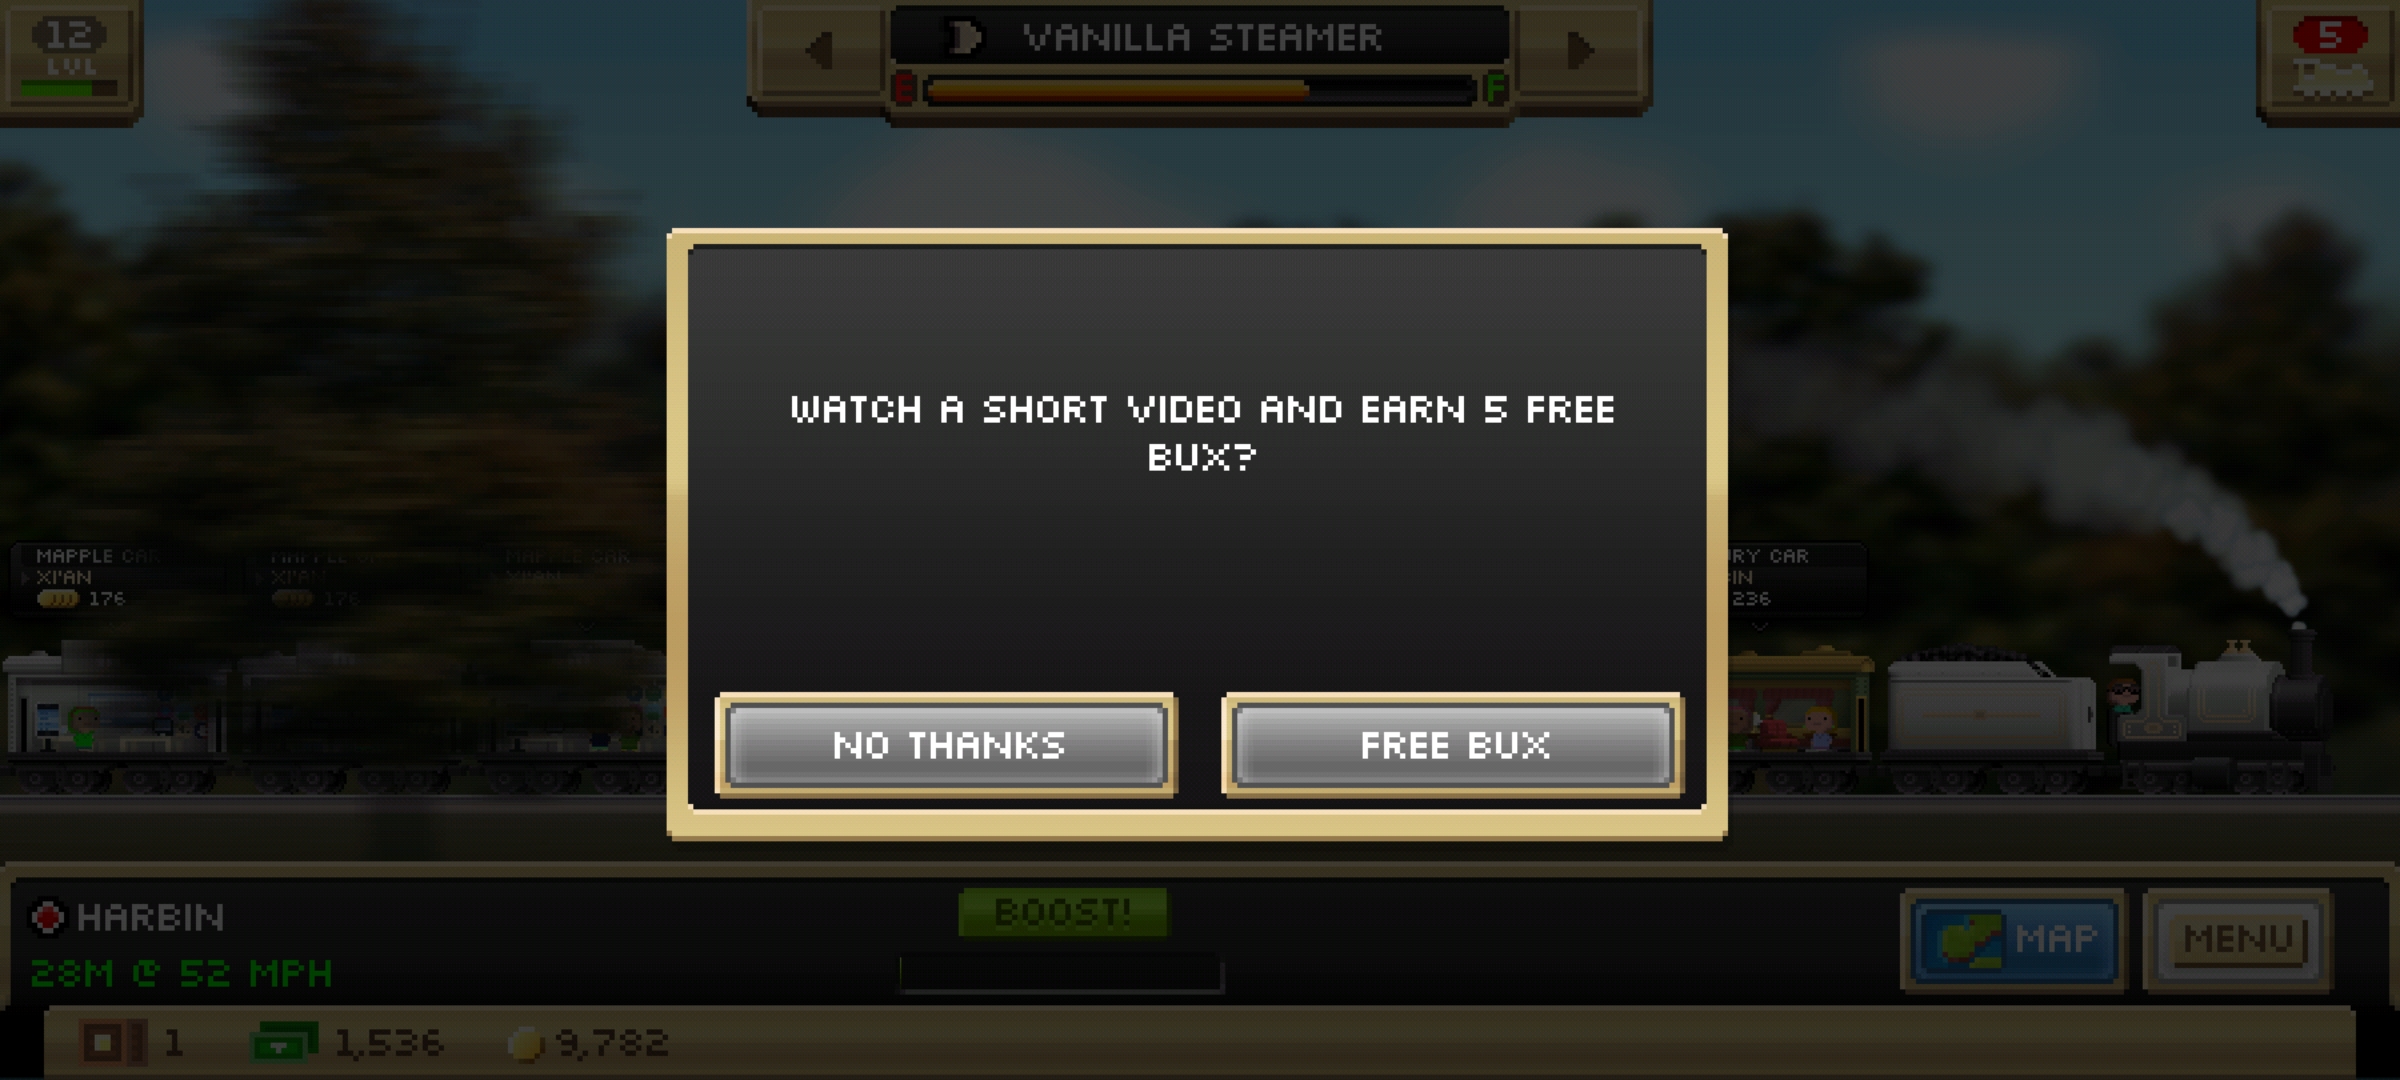 12
LVL
VANILLA STEAMER
E
F
5
WATCH A SHORT VIDEO AND EARN 5 FREE
BUX?
MAPPLE CAR
XI'AN
176
MAPPLE CAR
XI'AN
176
MAPPLE CAR
XI'AN
RY CAR
IN
236
NO THANKS
FREE BUX
HARBIN
28M @ 52 MPH
BOOST!
MAP
MENU
1
1,536
9,782